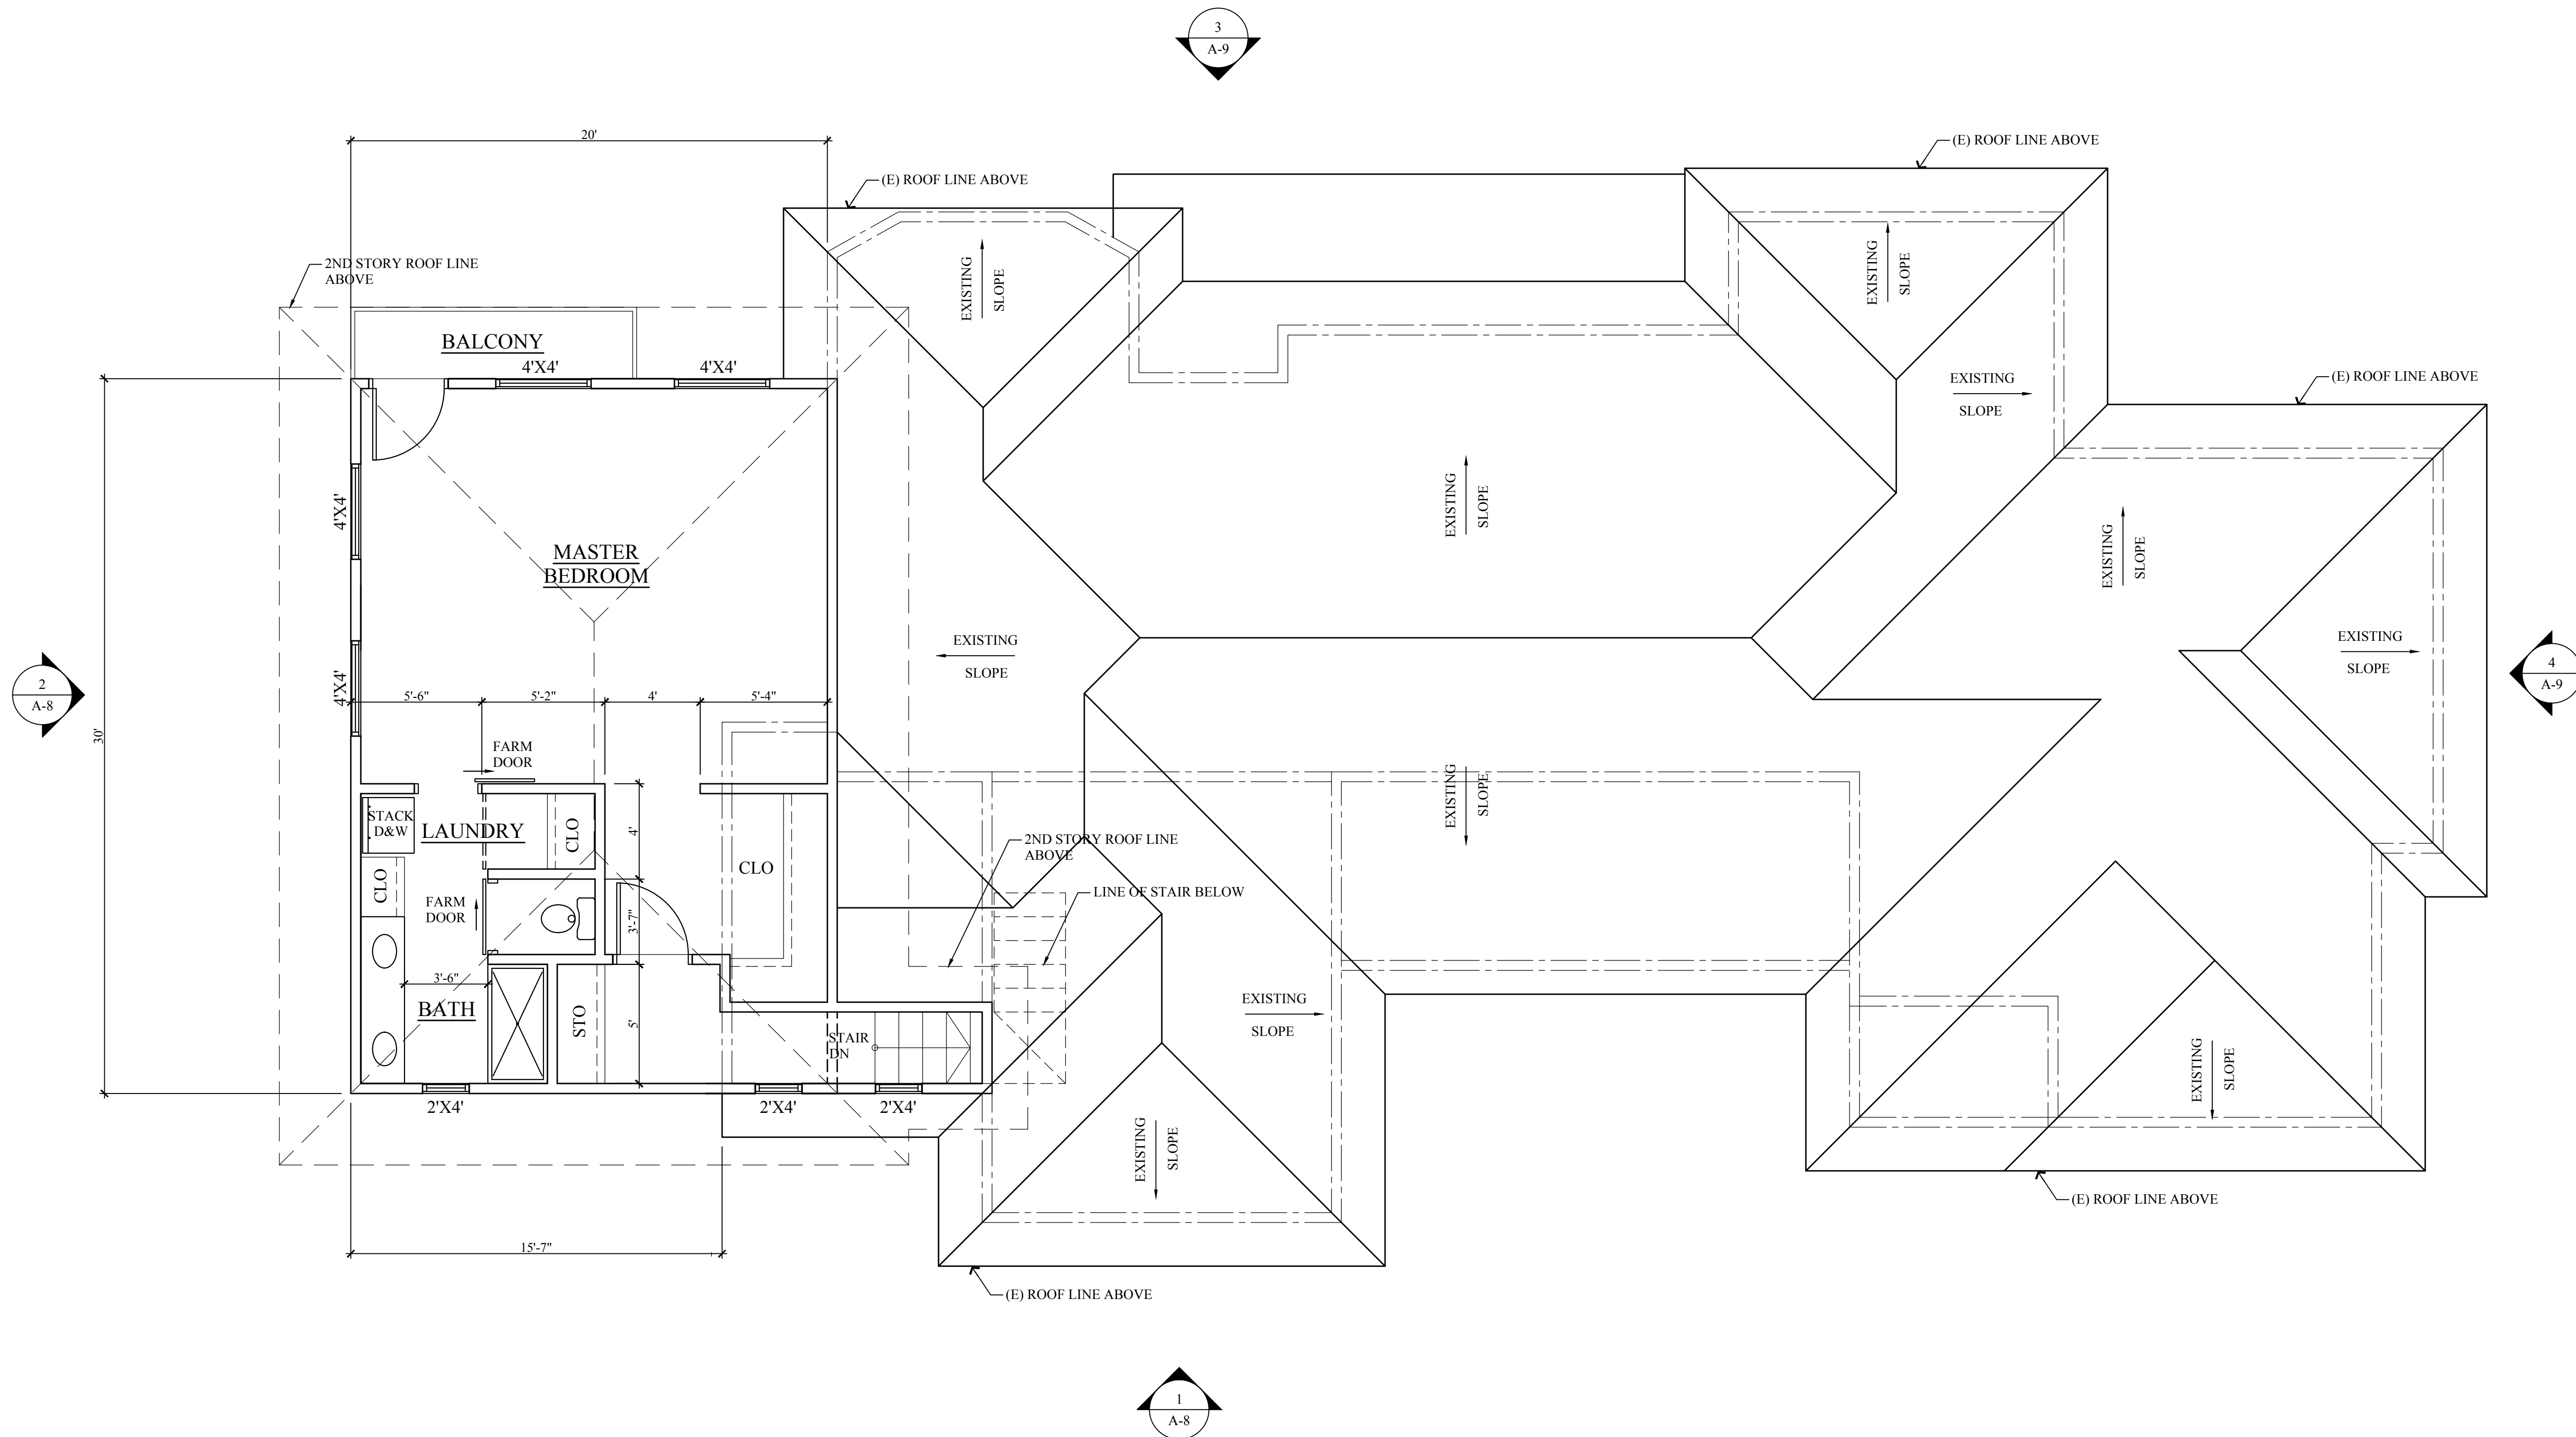 3
A-9
20'
(E) ROOF LINE ABOVE
(E) ROOF LINE ABOVE
2ND STORY ROOF LINE
ABOVE
EXISTING
SLOPE
EXISTING
SLOPE
BALCONY
4'X4'
4'X4'
EXISTING
SLOPE
(E) ROOF LINE ABOVE
4'X4'
EXISTING
SLOPE
EXISTING
SLOPE
MASTER
BEDROOM
EXISTING
SLOPE
EXISTING
SLOPE
2
A-8
4
A-9
4'X4'
5'-6"
5'-2"
4'
5'-4"
30'
FARM
DOOR
EXISTING
SLOPE
STACK
D&W
LAUNDRY
CLO
4'
CLO
2ND STORY ROOF LINE
ABOVE
CLO
LINE OF STAIR BELOW
FARM
DOOR
3'-7"
3'-6"
BATH
STO
5'
STAIR
DN
EXISTING
SLOPE
EXISTING
SLOPE
2'X4'
2'X4'
2'X4'
EXISTING
SLOPE
(E) ROOF LINE ABOVE
15'-7"
(E) ROOF LINE ABOVE
1
A-8